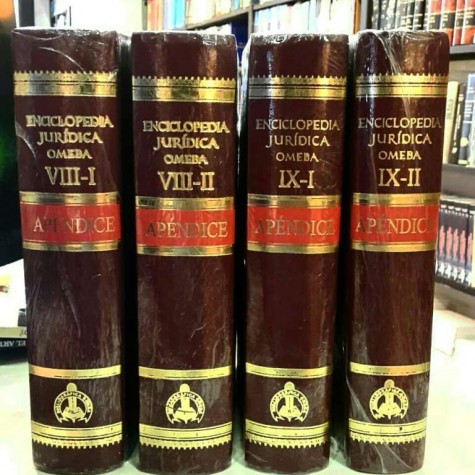 ENCICLOPEDIA
JURÍDICA
OMEBA
VIII-I
APÉNDICE
ENCICLOPEDIA
JURÍDICA
OMEBA
VIII-II
APÉNDICE
ENCICLOPEDIA
JURÍDICA
OMEBA
IX-I
APÉNDICE
ENCICLOPEDIA
JURÍDICA
OMEBA
IX-II
APÉNDICE